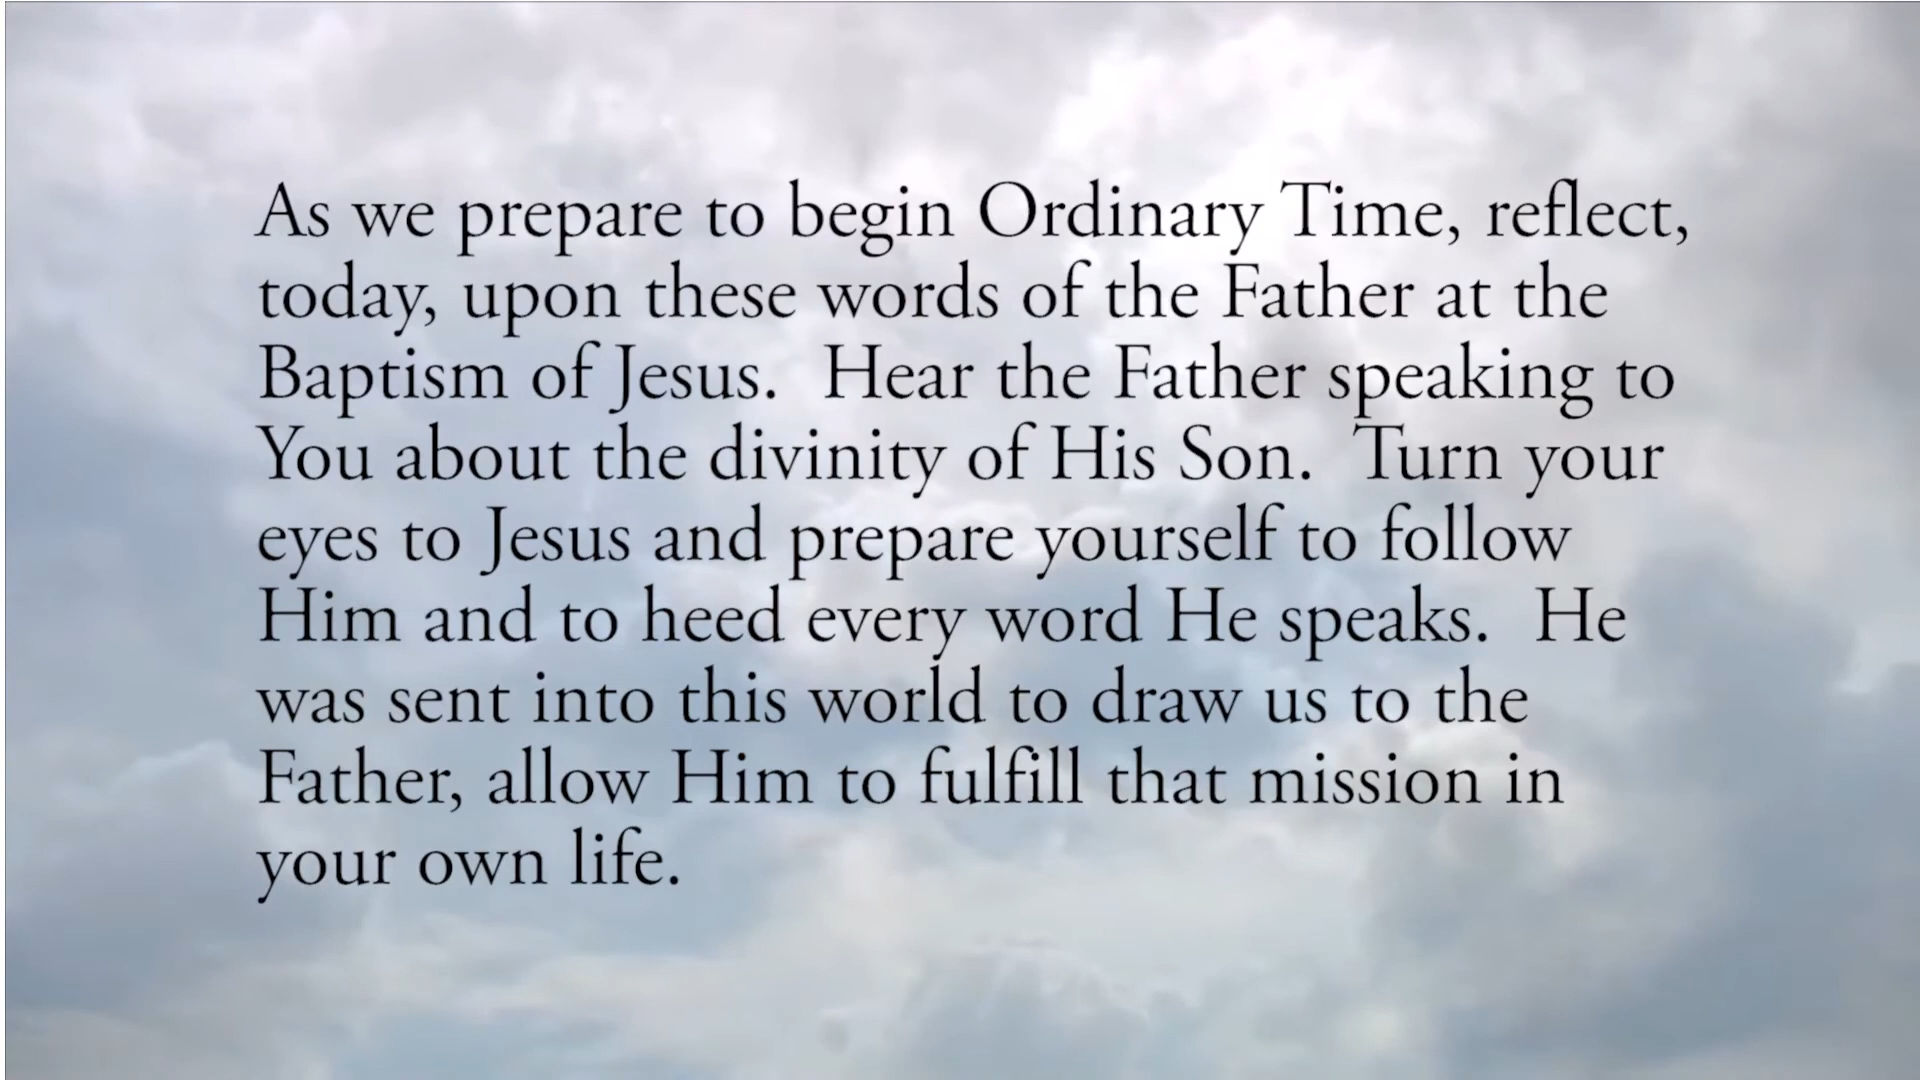 As we prepare to begin Ordinary Time, reflect,
today, upon these words of the Father at the
Baptism of Jesus.  Hear the Father speaking to
You about the divinity of His Son.  Turn your
eyes to Jesus and prepare yourself to follow
Him and to heed every word He speaks.  He
was sent into this world to draw us to the
Father, allow Him to fulfill that mission in
your own life.